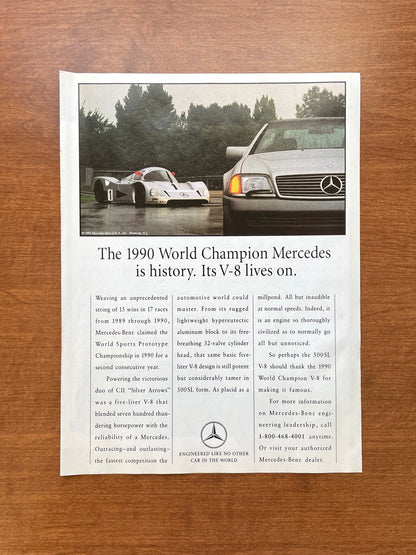 1
© 1991 Mercedes-Benz of N.A., Inc., Montvale, N.J.
The 1990 World Champion Mercedes
is history. Its V-8 lives on.
Weaving an unprecedented
string of 15 wins in 17 races
from 1989 through 1990,
Mercedes-Benz claimed the
World Sports Prototype
Championship in 1990 for a
second consecutive year.
Powering the victorious
duo of C11 "Silver Arrows"
was a five-liter V-8 that
blended seven hundred thun-
dering horsepower with the
reliability of a Mercedes.
Outracing–and outlasting–
the fastest competition the
automotive world could
muster. From its rugged
lightweight hypereutectic
aluminum block to its free-
breathing 32-valve cylinder
head, that same basic five-
liter V-8 design is still potent
but considerably tamer in
500SL form. As placid as a
millpond. All but inaudible
at normal speeds. Indeed, it
is an engine so thoroughly
civilized as to normally go
all but unnoticed.
So perhaps the 500SL
V-8 should thank the 1990
World Champion V-8 for
making it famous.
For more information
on Mercedes-Benz engi-
neering leadership, call
1-800-468-4001 anytime.
Or visit your authorized
Mercedes-Benz dealer.
ENGINEERED LIKE NO OTHER
CAR IN THE WORLD